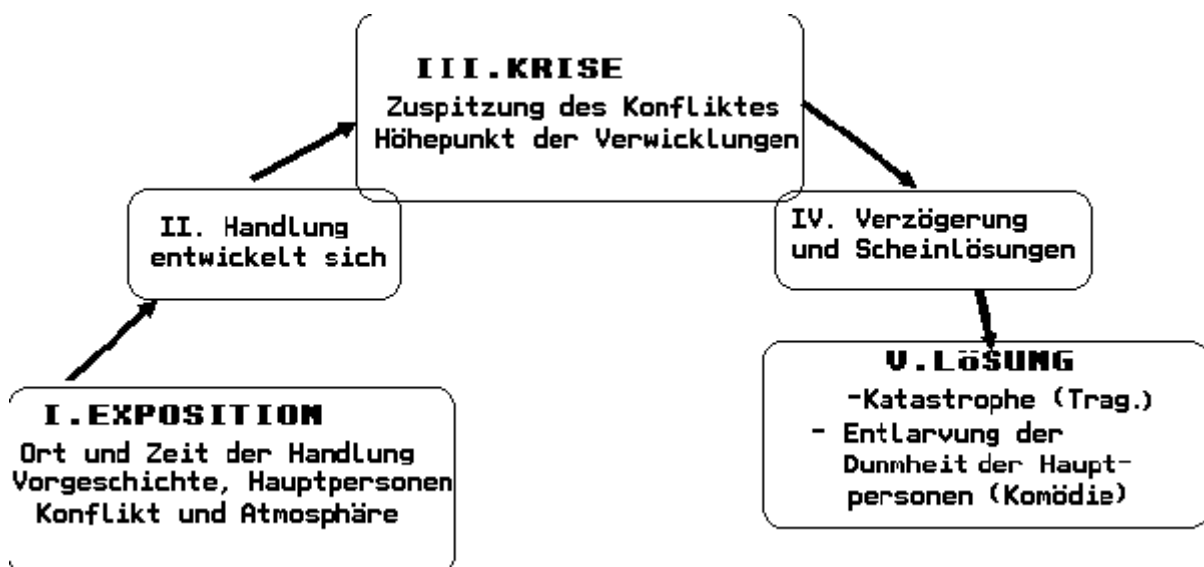 I.EXPOSITION
Ort und Zeit der Handlung
Vorgeschichte, Hauptpersonen
Konflikt und Atmosphäre
II. Handlung
entwickelt sich
III.KRISE
Zuspitzung des Konfliktes
Höhepunkt der Verwicklungen
IV. Verzögerung
und Scheinlösungen
V.LöSUNG
-Katastrophe (Trag.)
- Entlarvung der
Dunmheit der Haupt-
personen (Komödie)